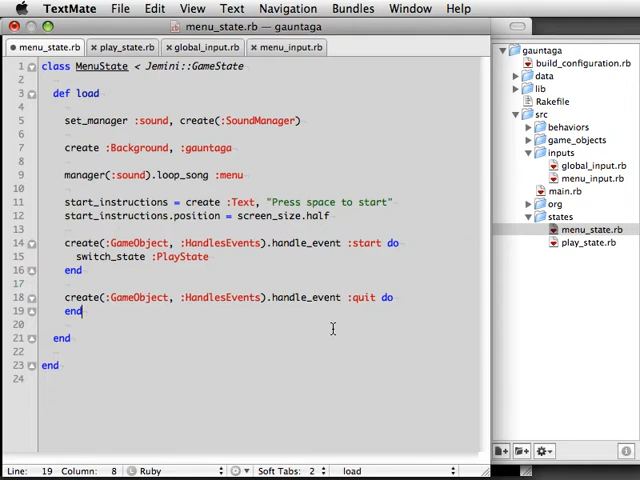 TextMate File Edit View Text Navigation Bundles Window Help
menu_state.rb — gauntaga
menu_state.rb play_state.rb global_input.rb menu_input.rb
1 class MenuState < Jemini::GameState
2
3 def load
4
5 set_manager :sound, create(:SoundManager)
6
7 create :Background, :gauntaga
8
9 manager(:sound).loop_song :menu
10
11 start_instructions = create :Text, "Press space to start"
12 start_instructions.position = screen_size.half
13
14 create(:GameObject, :HandlesEvents).handle_event :start do
15 switch_state :PlayState
16 end
17
18 create(:GameObject, :HandlesEvents).handle_event :quit do
19 end
20
21 end
22
23 end
24
gauntaga
build_configuration.rb
data
lib
Rakefile
src
behaviors
game_objects
inputs
global_input.rb
menu_input.rb
main.rb
org
states
menu_state.rb
play_state.rb
Line: 19 Column: 8 Ruby Soft Tabs: 2 load